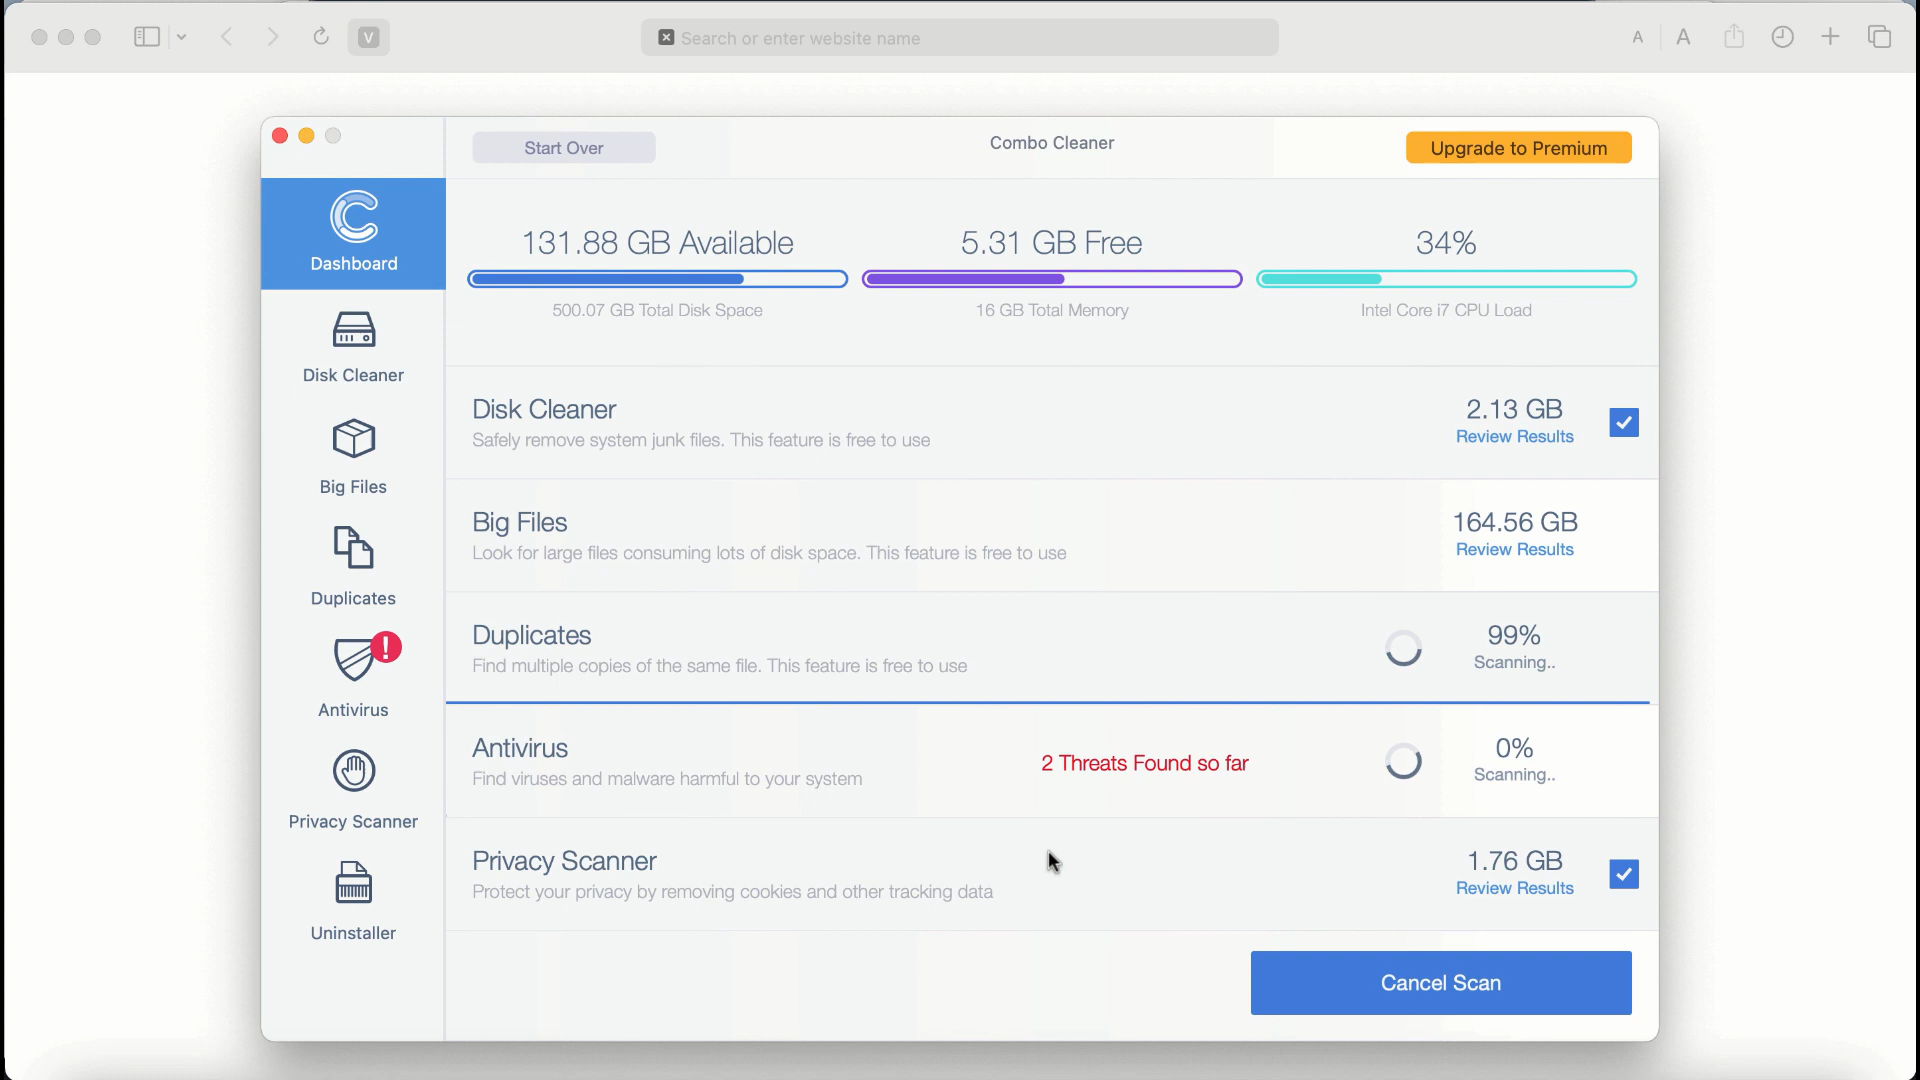 V
Search or enter website name
A
A
Start Over
Combo Cleaner
Upgrade to Premium
Dashboard
131.88 GB Available
5.31 GB Free
34%
500.07 GB Total Disk Space
16 GB Total Memory
Intel Core i7 CPU Load
Disk Cleaner
Disk Cleaner
Safely remove system junk files. This feature is free to use
2.13 GB
Review Results
Big Files
Big Files
Look for large files consuming lots of disk space. This feature is free to use
164.56 GB
Review Results
Duplicates
Duplicates
Find multiple copies of the same file. This feature is free to use
99%
Scanning..
!
Antivirus
Antivirus
Find viruses and malware harmful to your system
2 Threats Found so far
0%
Scanning..
Privacy Scanner
Privacy Scanner
Protect your privacy by removing cookies and other tracking data
1.76 GB
Review Results
Uninstaller
Cancel Scan